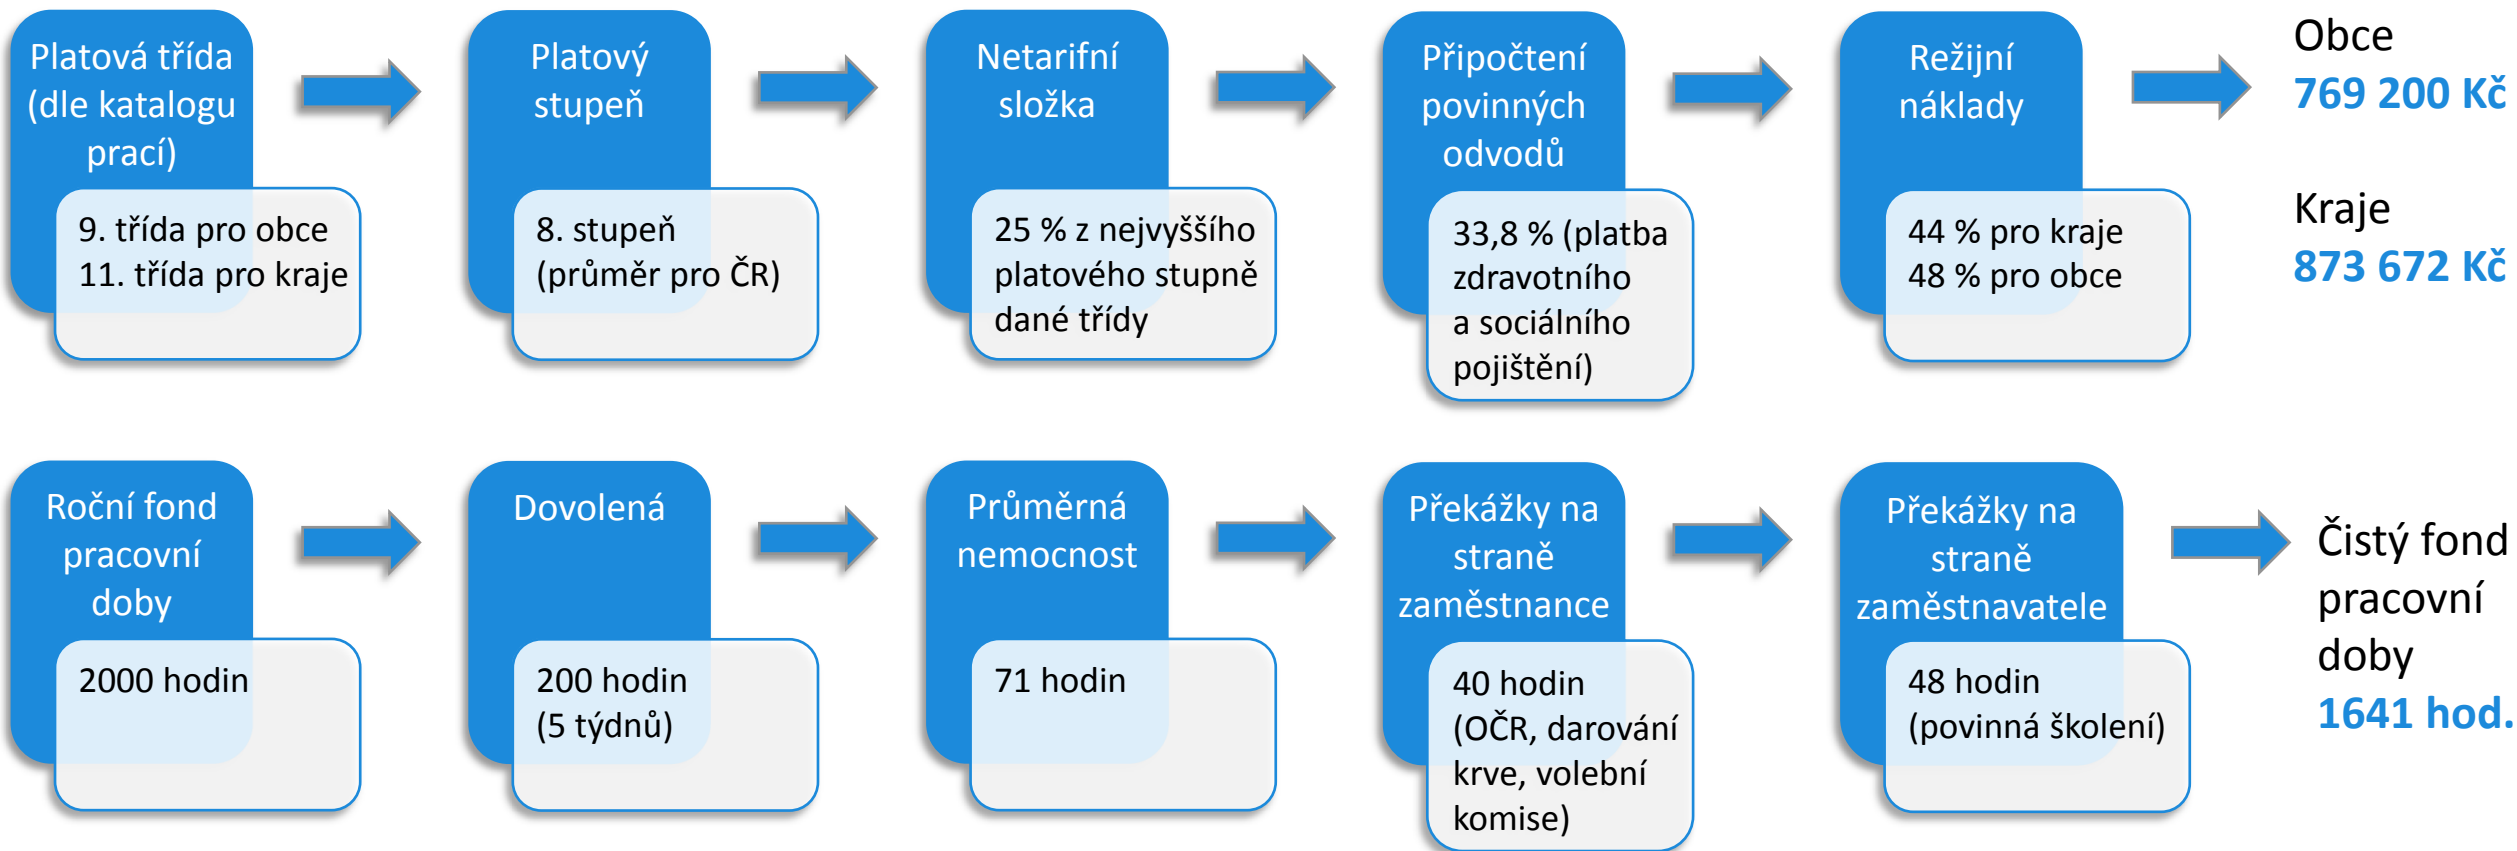 Platová třída
(dle katalogu
prací)
9. třída pro obce
11. třída pro kraje
Platový
stupeň
8. stupeň
(průměr pro ČR)
Netarifní
složka
25 % z nejvyššího
platového stupně
dané třídy
Připočtení
povinných
odvodů
33,8 % (platba
zdravotního
a sociálního
pojištění)
Režijní
náklady
44 % pro kraje
48 % pro obce
Obce
769 200 Kč
Kraje
873 672 Kč
Roční fond
pracovní
doby
2000 hodin
Dovolená
200 hodin
(5 týdnů)
Průměrná
nemocnost
71 hodin
Překážky na
straně
zaměstnance
40 hodin
(OČR, darování
krve, volební
komise)
Překážky na
straně
zaměstnavatele
48 hodin
(povinná školení)
Čistý fond
pracovní
doby
1641 hod.